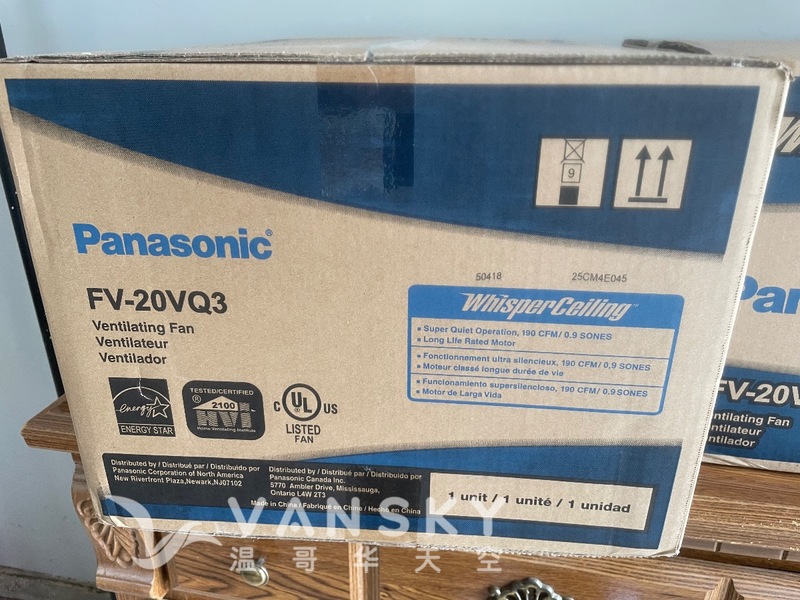 Panasonic®
FV-20VQ3
Ventilating Fan
Ventilateur
Ventilador
9
50418 25CM4E045
WhisperCeiling™
▪ Super Quiet Operation, 190 CFM/ 0.9 SONES
▪ Long Life Rated Motor
▪ Fonctionnement ultra silencieux, 190 CFM/ 0.9 SONES
▪ Moteur classé longue durée de vie
▪ Funcionamiento supersilencioso, 190 CFM/ 0.9 SONES
▪ Motor de Larga Vida
energy
ENERGY STAR
TESTED/CERTIFIED
® 2100
HVI
Home Ventilating Institute
C UL ® US
LISTED
FAN
Distributed by / Distribué par / Distribuido por
Panasonic Corporation of North America
New Riverfront Plaza,Newark,NJ07102
Distributed by / Distribué par / Distribuido por
Panasonic Canada Inc.
5770 Ambler Drive, Mississauga,
Ontario L4W 2T3
Made in China / Fabriqué en Chine / Hecho en China
1 unit / 1 unité / 1 unidad
Whisper
Pan
FV-20V
entilating Fan
entilateur
entilador
VANSKY
温哥华天空